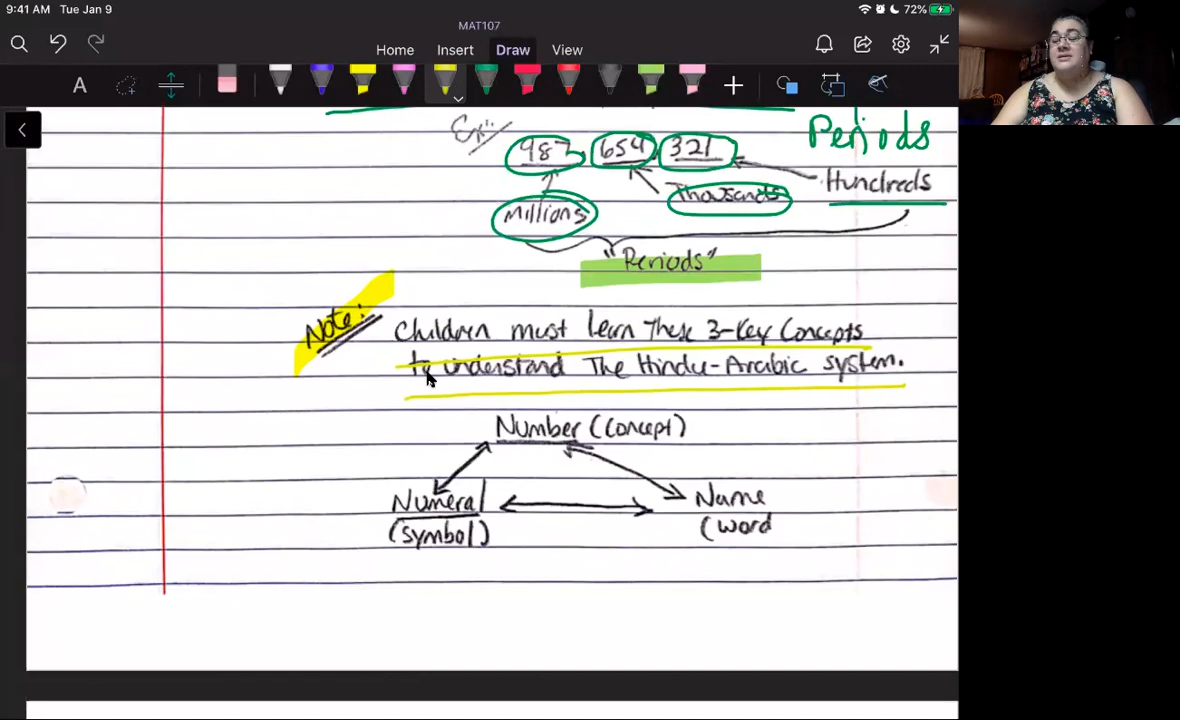 9:41 AM Tue Jan 9
72%
MAT107
Home Insert Draw View
A
Ex:
Periods
987, 654, 321
Hundreds
Thousands
Millions
"Periods"
Note:
Children must learn These 3-Key Concepts
to understand The Hindu-Arabic system.
Number (concept)
Numeral Name
(symbol) (word